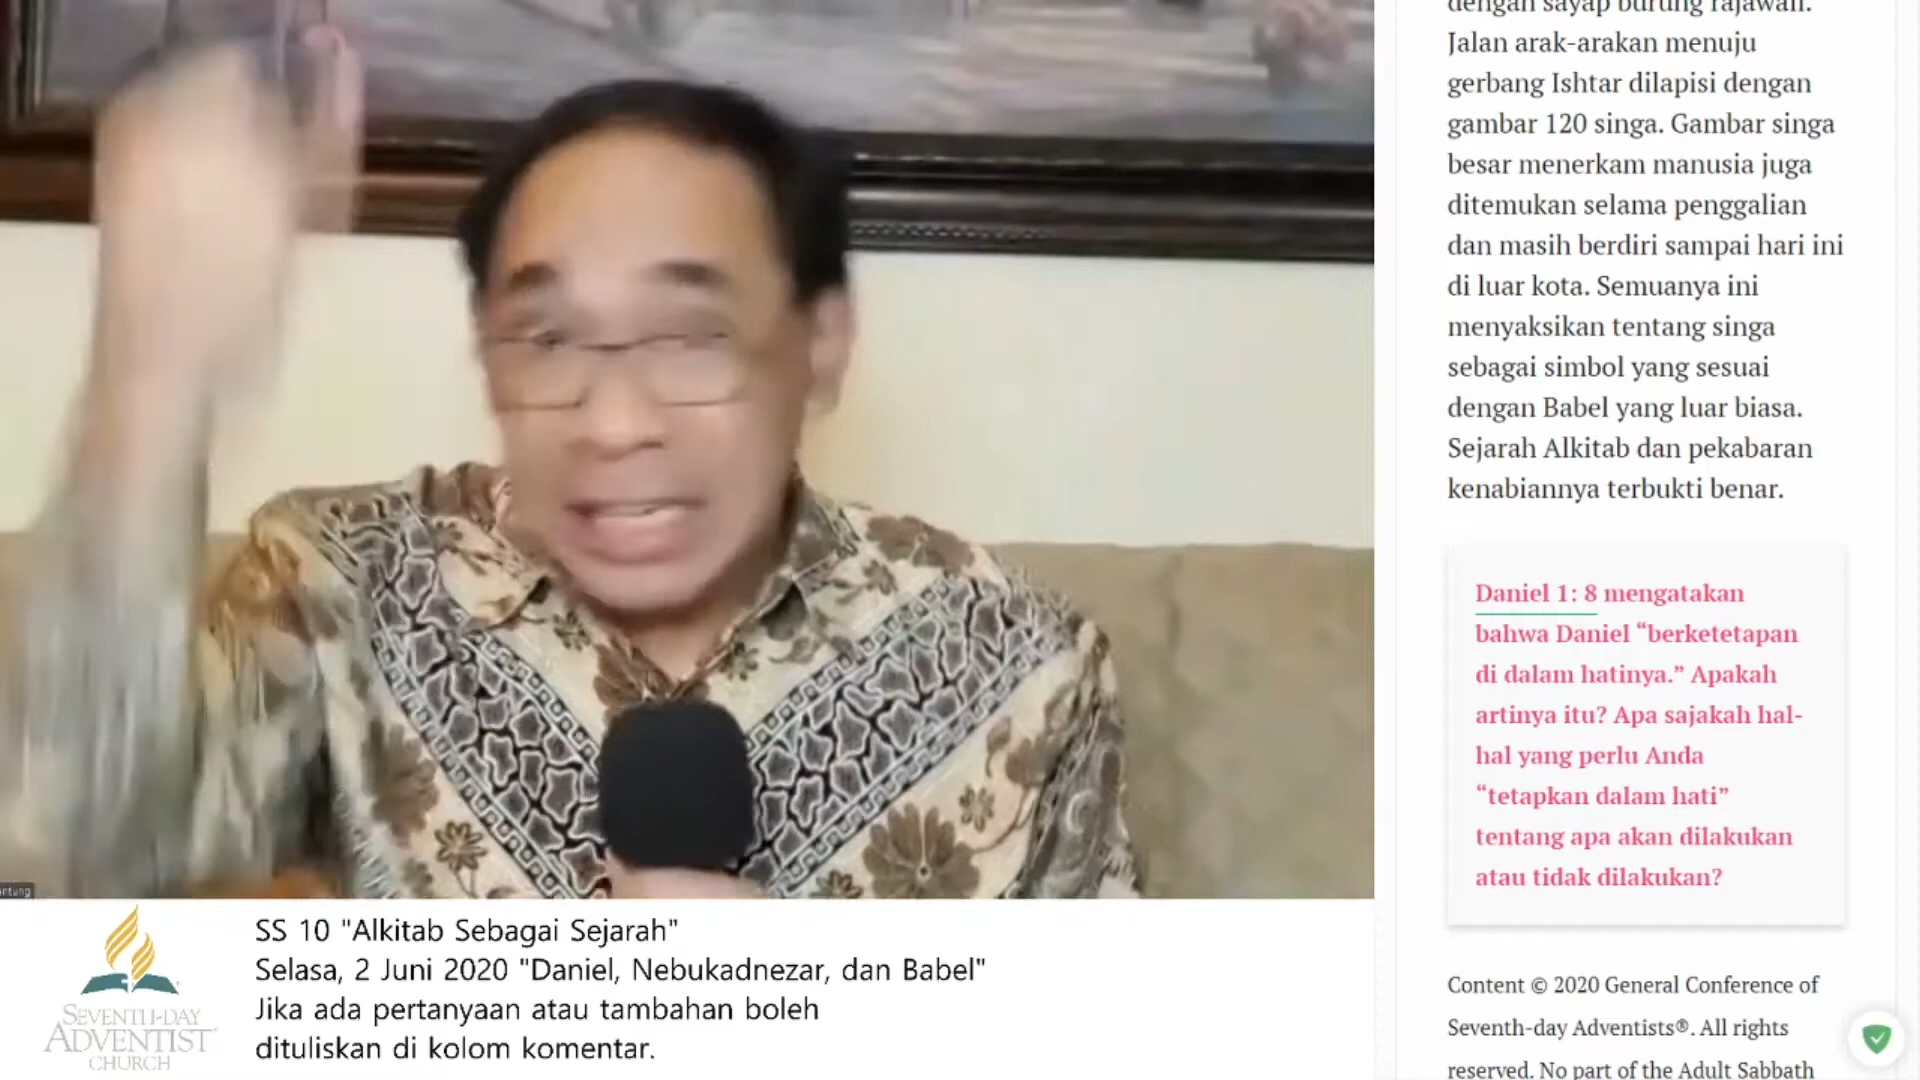 dengan sayap burung rajawali.
Jalan arak-arakan menuju
gerbang Ishtar dilapisi dengan
gambar 120 singa. Gambar singa
besar menerkam manusia juga
ditemukan selama penggalian
dan masih berdiri sampai hari ini
di luar kota. Semuanya ini
menyaksikan tentang singa
sebagai simbol yang sesuai
dengan Babel yang luar biasa.
Sejarah Alkitab dan pekabaran
kenabiannya terbukti benar.
Daniel 1: 8 mengatakan
bahwa Daniel “berketetapan
di dalam hatinya.” Apakah
artinya itu? Apa sajakah hal-
hal yang perlu Anda
“tetapkan dalam hati”
tentang apa akan dilakukan
atau tidak dilakukan?
Content © 2020 General Conference of
Seventh-day Adventists®. All rights
reserved. No part of the Adult Sabbath
SEVENTH-DAY
ADVENTIST
CHURCH
SS 10 "Alkitab Sebagai Sejarah"
Selasa, 2 Juni 2020 "Daniel, Nebukadnezar, dan Babel"
Jika ada pertanyaan atau tambahan boleh
dituliskan di kolom komentar.